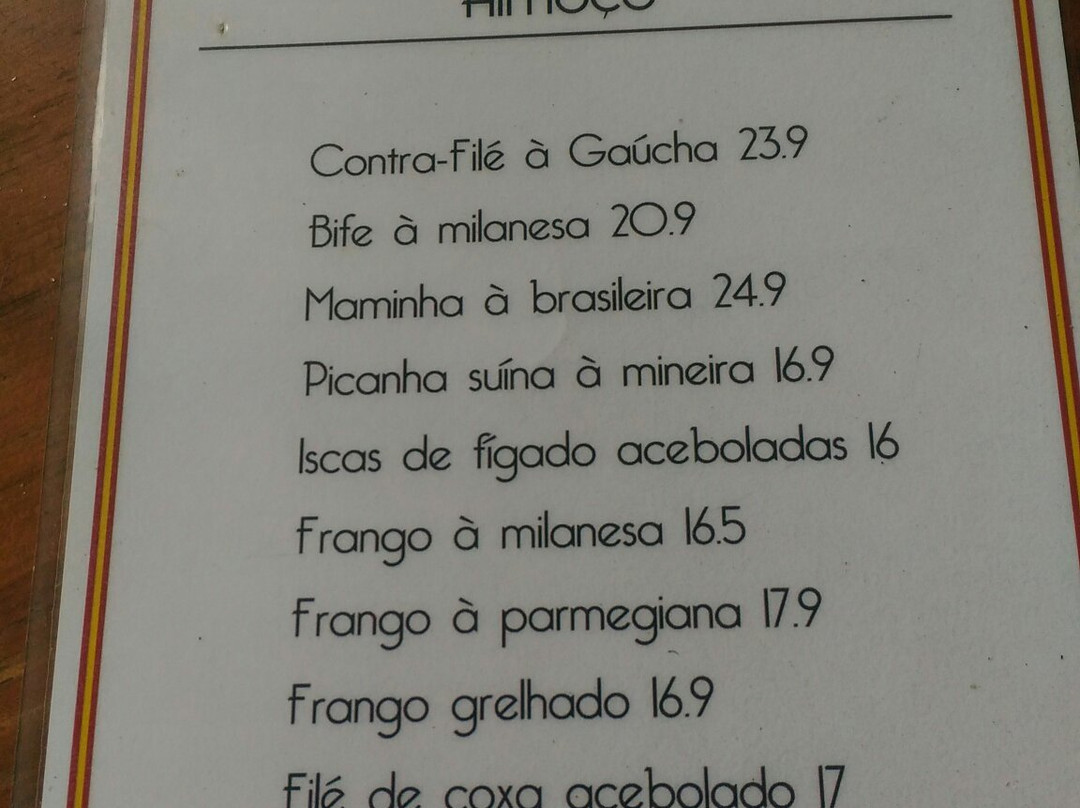 Almoço
Contra-Filé à Gaúcha 23.9
Bife à milanesa 20.9
Maminha à brasileira 24.9
Picanha suína à mineira 16.9
Iscas de fígado aceboladas 16
Frango à milanesa 16.5
Frango à parmegiana 17.9
Frango grelhado 16.9
Filé de coxa acebolado 17